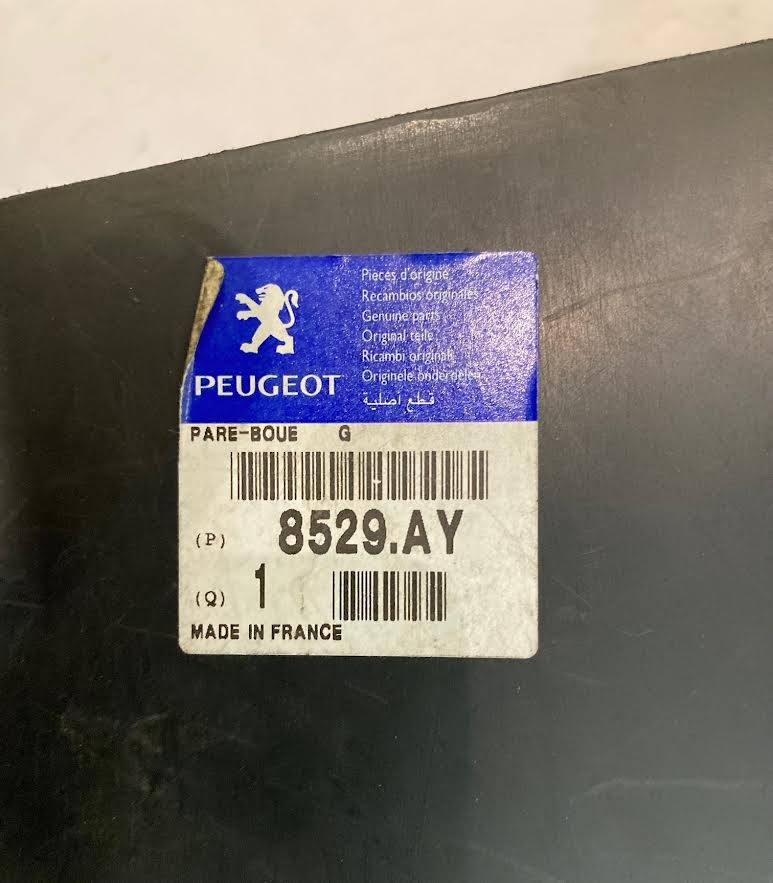 Pièces d'origine
Recambios originales
Genuine parts
Original teile
Ricambi originali
Originele onderdelen
قطع اصلية
PEUGEOT
PARE-BOUE G
(P) 8529.AY
(Q) 1
MADE IN FRANCE